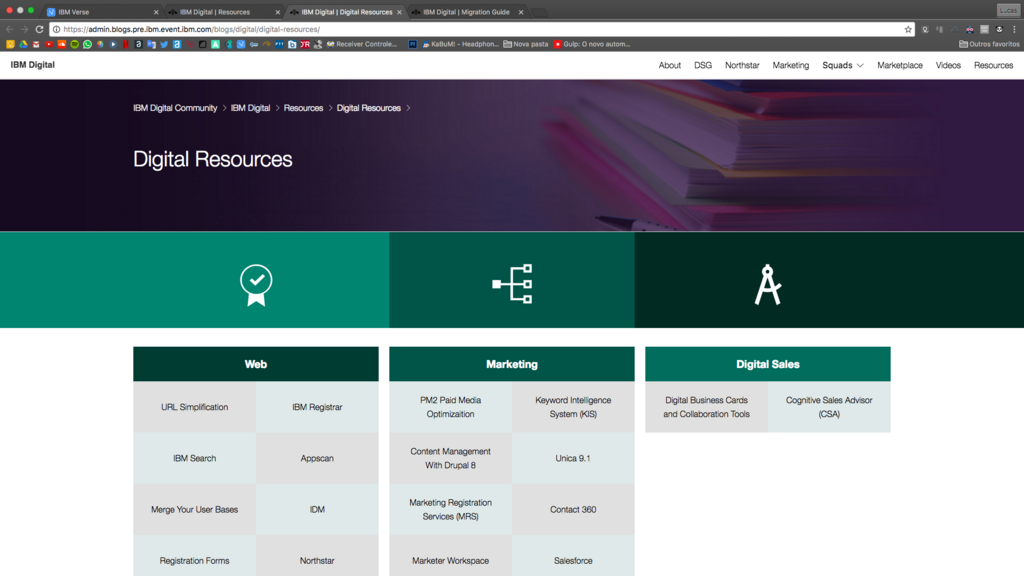 IBM Verse
IBM Digital | Resources
IBM Digital | Digital Resources
IBM Digital | Migration Guide
Lucas
https://admin.blogs.pre.ibm.event.ibm.com/blogs/digital/digital-resources/
Receiver Controle...
KaBuM! - Headphon...
Nova pasta
Gulp: O novo autom...
Outros favoritos
IBM Digital
About
DSG
Northstar
Marketing
Squads
Marketplace
Videos
Resources
IBM Digital Community > IBM Digital > Resources > Digital Resources >
Digital Resources
Web
Marketing
Digital Sales
URL Simplification
IBM Registrar
PM2 Paid Media
Optimizaition
Keyword Intelligence
System (KIS)
Digital Business Cards
and Collaboration Tools
Cognitive Sales Advisor
(CSA)
IBM Search
Appscan
Content Management
With Drupal 8
Unica 9.1
Merge Your User Bases
IDM
Marketing Registration
Services (MRS)
Contact 360
Registration Forms
Northstar
Marketer Workspace
Salesforce